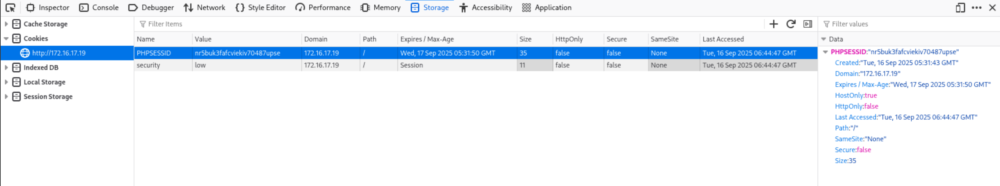 Inspector Console Debugger Network Style Editor Performance Memory Storage Accessibility Application
Cache Storage
Cookies
http://172.16.17.19
Indexed DB
Local Storage
Session Storage
Filter Items
Name Value Domain Path Expires / Max-Age Size HttpOnly Secure SameSite Last Accessed
PHPSESSID nr5buk3fafcviekiv70487upse 172.16.17.19 / Wed, 17 Sep 2025 05:31:50 GMT 35 false false None Tue, 16 Sep 2025 06:44:47 GMT
security low 172.16.17.19 / Session 11 false false None Tue, 16 Sep 2025 06:44:47 GMT
Filter values
Data
PHPSESSID:"nr5buk3fafcviekiv70487upse"
Created:"Tue, 16 Sep 2025 05:31:43 GMT"
Domain:"172.16.17.19"
Expires / Max-Age:"Wed, 17 Sep 2025 05:31:50 GMT"
HostOnly:true
HttpOnly:false
Last Accessed:"Tue, 16 Sep 2025 06:44:47 GMT"
Path:"/"
SameSite:"None"
Secure:false
Size:35